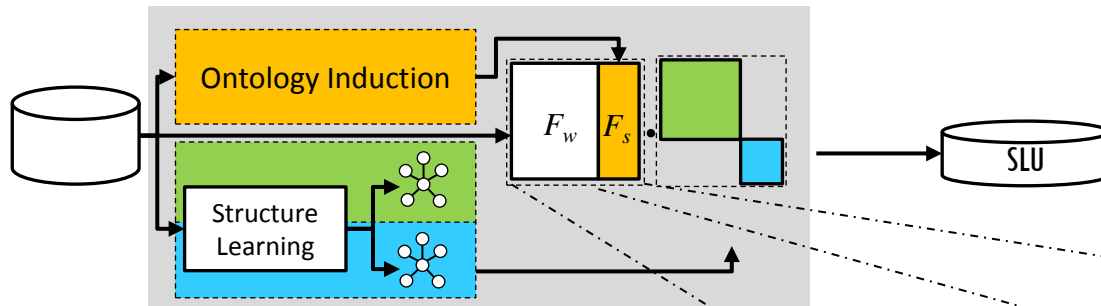 Ontology Induction
F_w
F_s
Structure
Learning
SLU